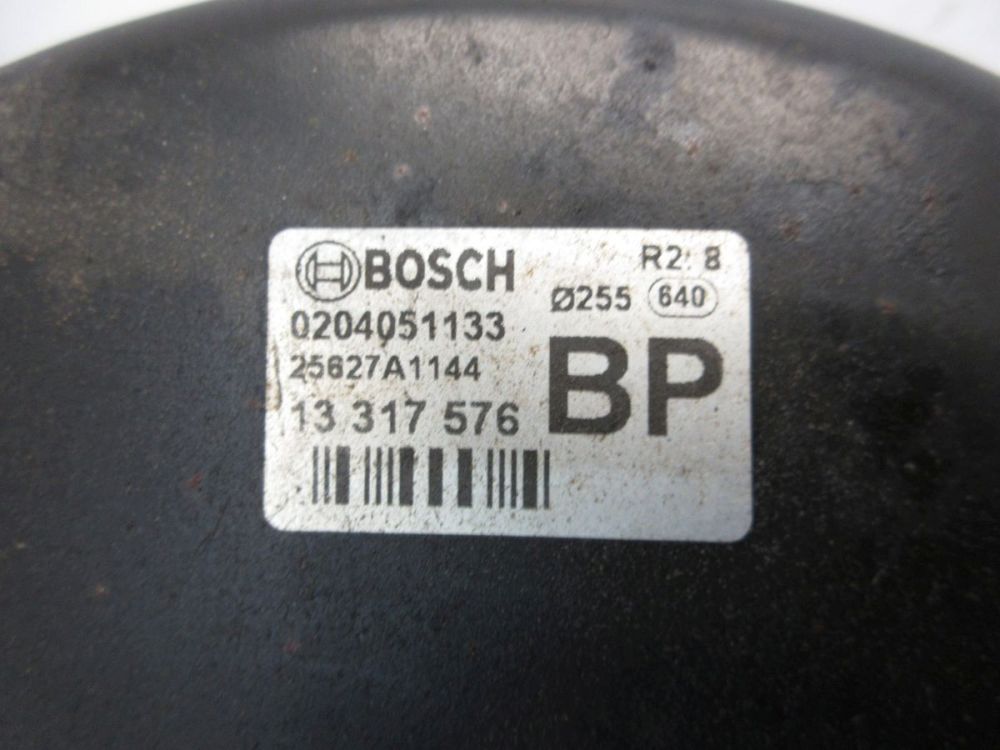 BOSCH
R2: 8
Ø255 640
0204051133
25627A1144
13 317 576
BP